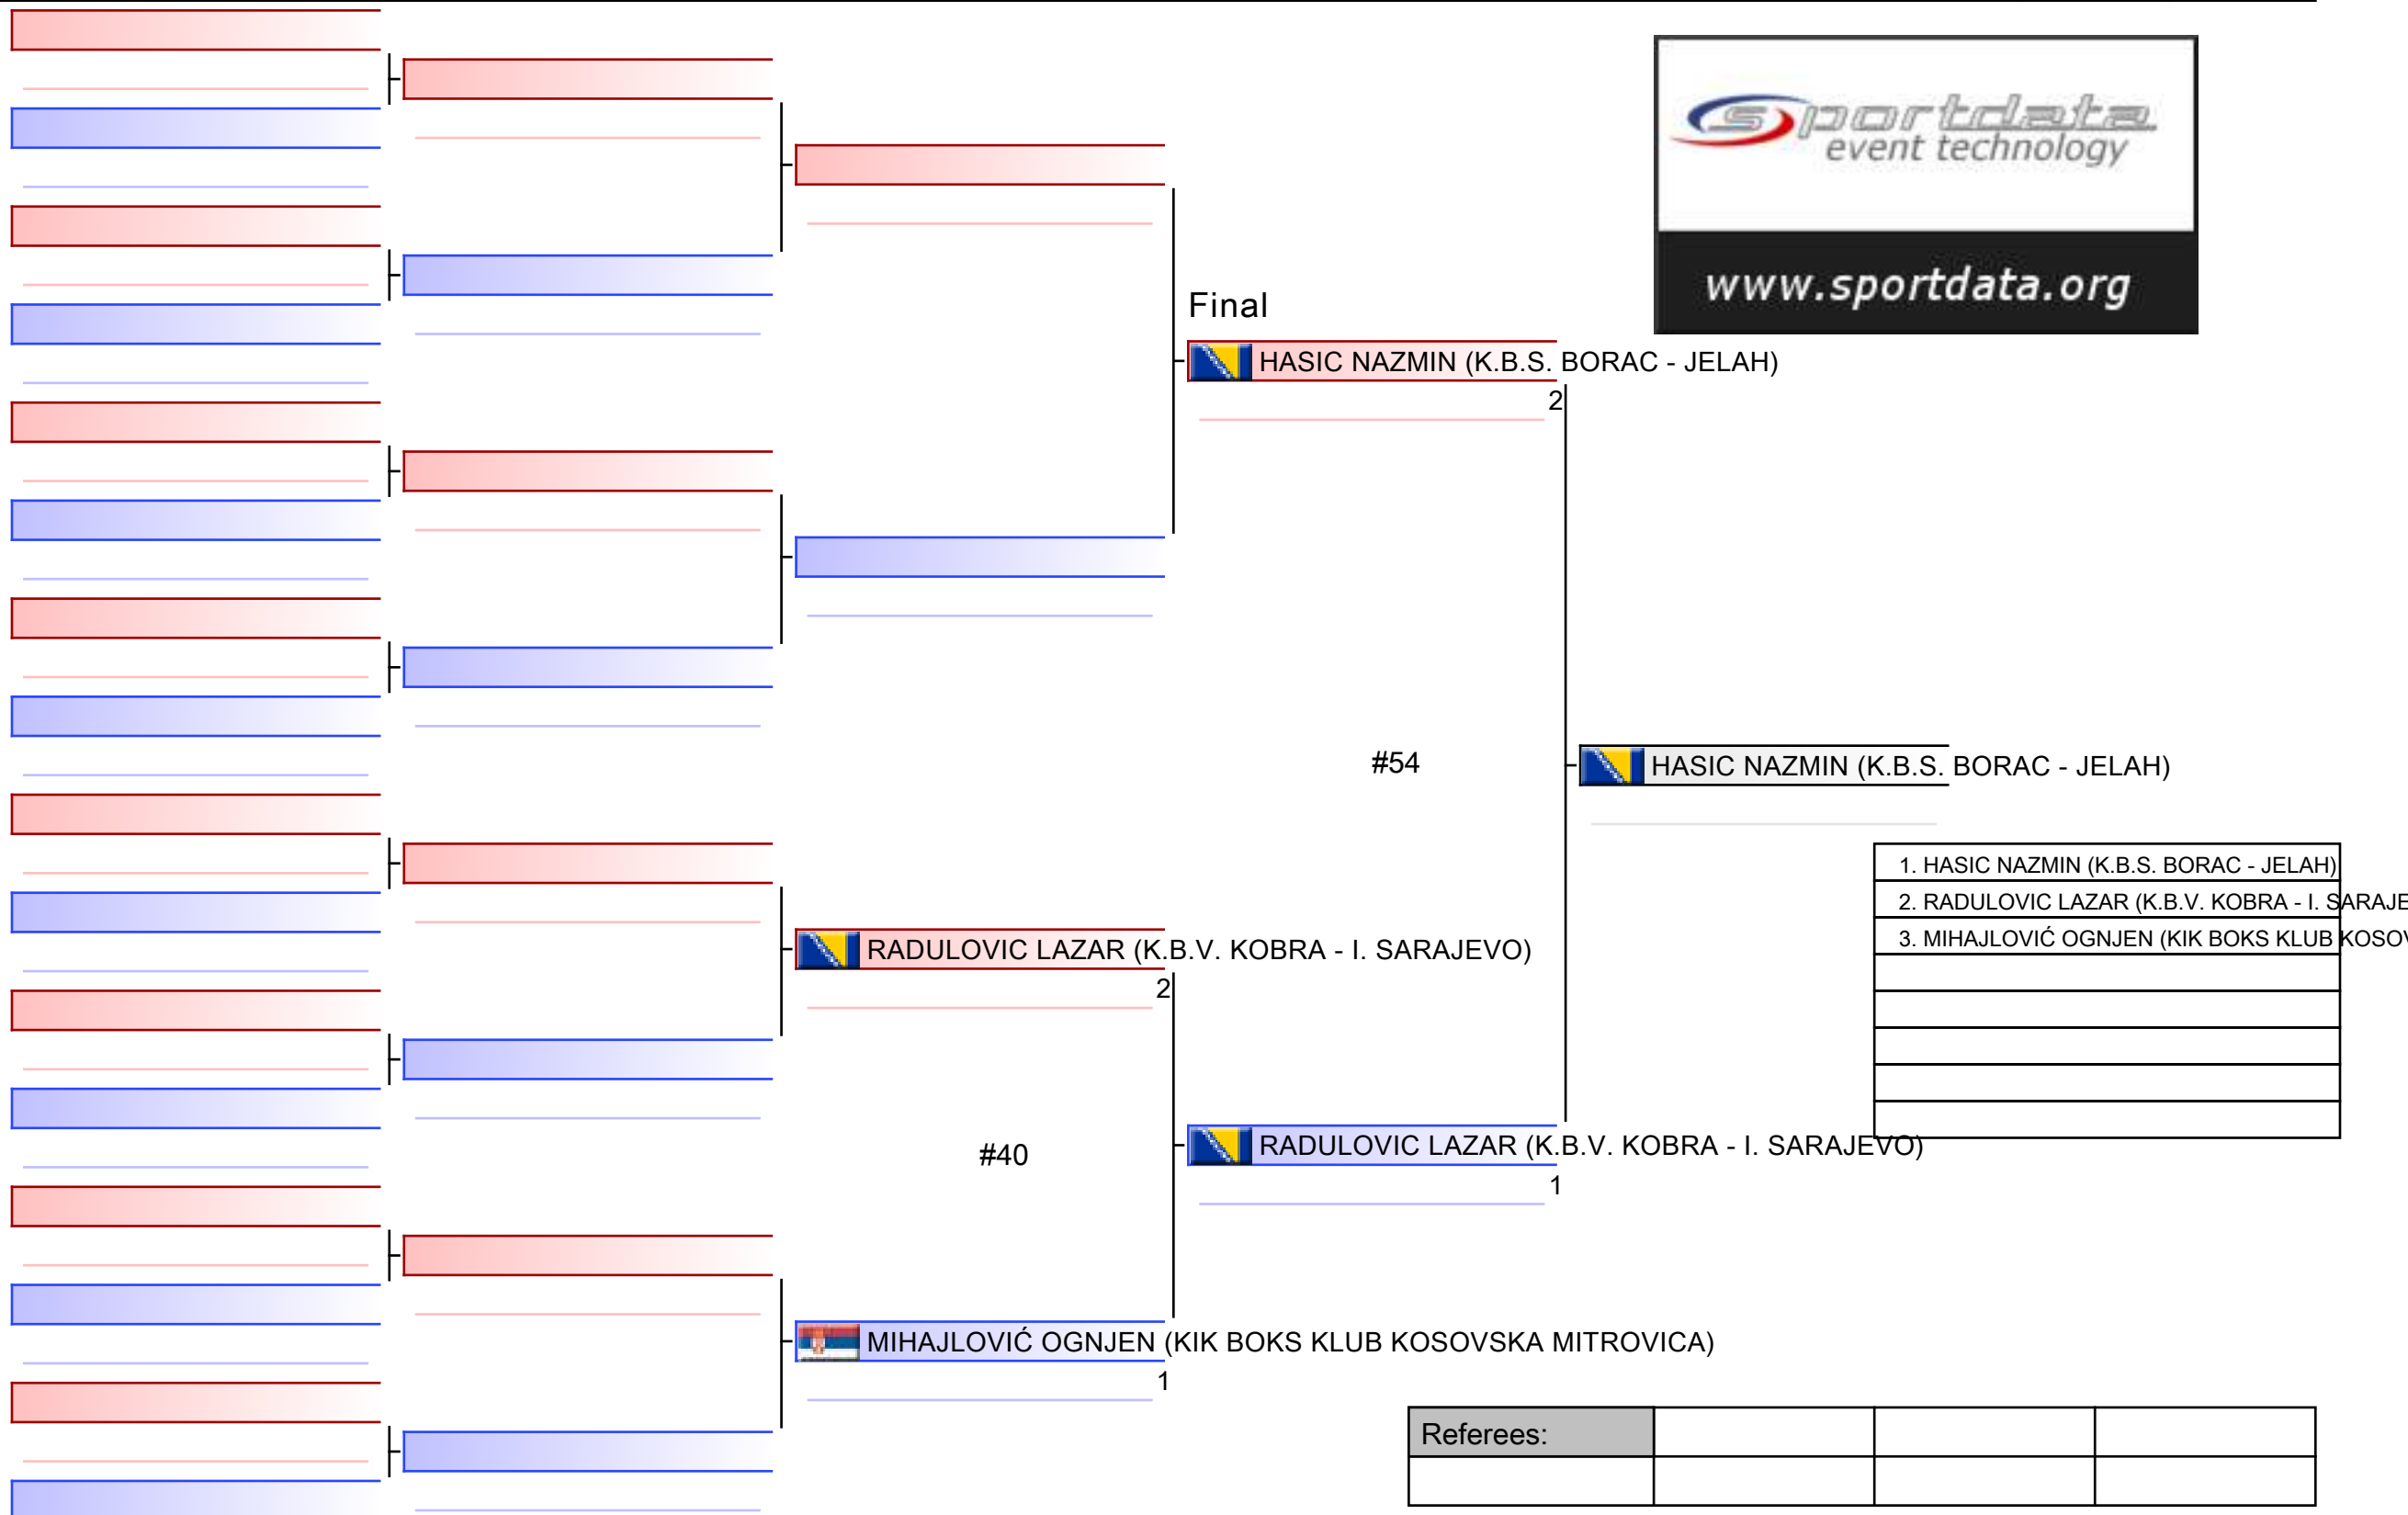 sportdata
event technology
www.sportdata.org
Final
HASIC NAZMIN (K.B.S. BORAC - JELAH)
2
#54
HASIC NAZMIN (K.B.S. BORAC - JELAH)
1. HASIC NAZMIN (K.B.S. BORAC - JELAH)
2. RADULOVIC LAZAR (K.B.V. KOBRA - I. SARAJE
3. MIHAJLOVIĆ OGNJEN (KIK BOKS KLUB KOSOV
RADULOVIC LAZAR (K.B.V. KOBRA - I. SARAJEVO)
2
#40
RADULOVIC LAZAR (K.B.V. KOBRA - I. SARAJEVO)
1
MIHAJLOVIĆ OGNJEN (KIK BOKS KLUB KOSOVSKA MITROVICA)
1
Referees: